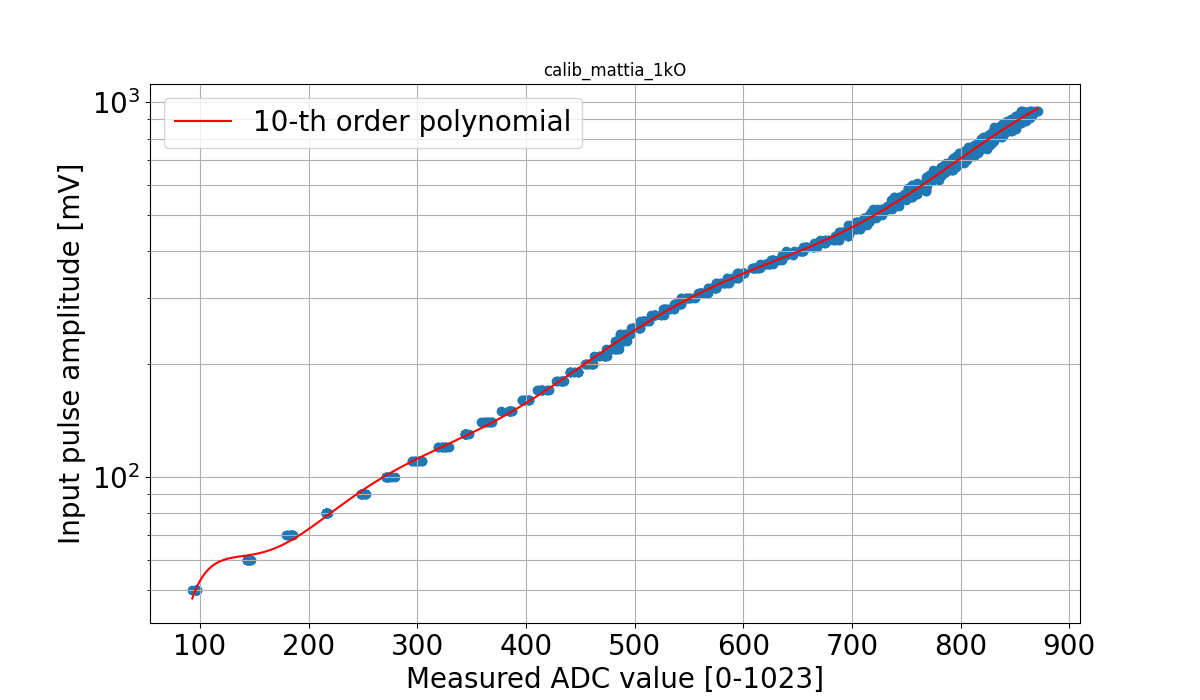 calib_mattia_1kO
10-th order polynomial
Input pulse amplitude [mV]
10³
10²
100 200 300 400 500 600 700 800 900
Measured ADC value [0-1023]